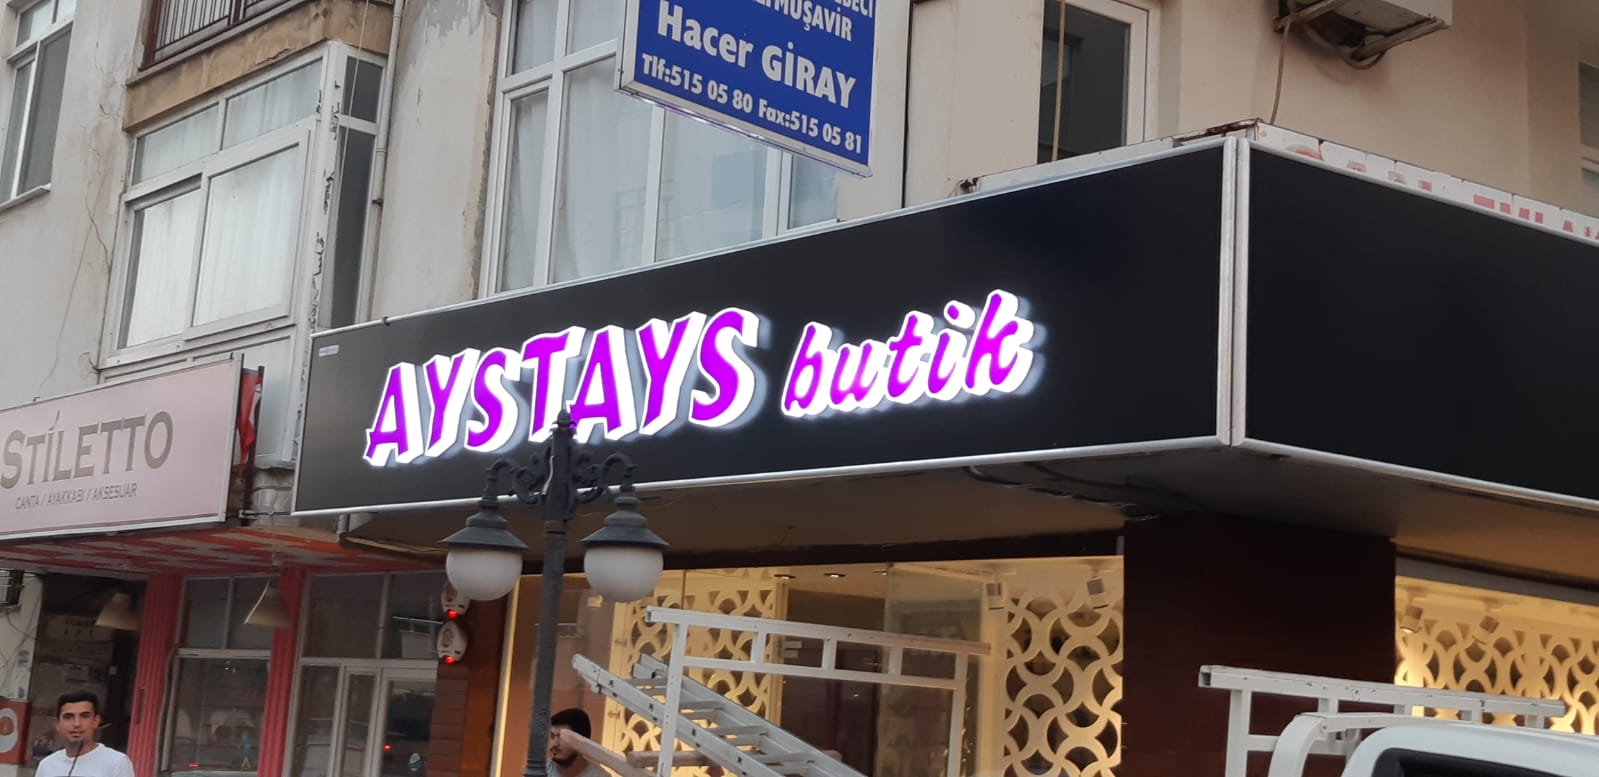 MÜŞAVİR
Hacer GİRAY
Tlf:515 05 80 Fax:515 05 81
AYSTAYS butik
STİLETTO
ÇANTA / AYAKKABI / AKSESUAR